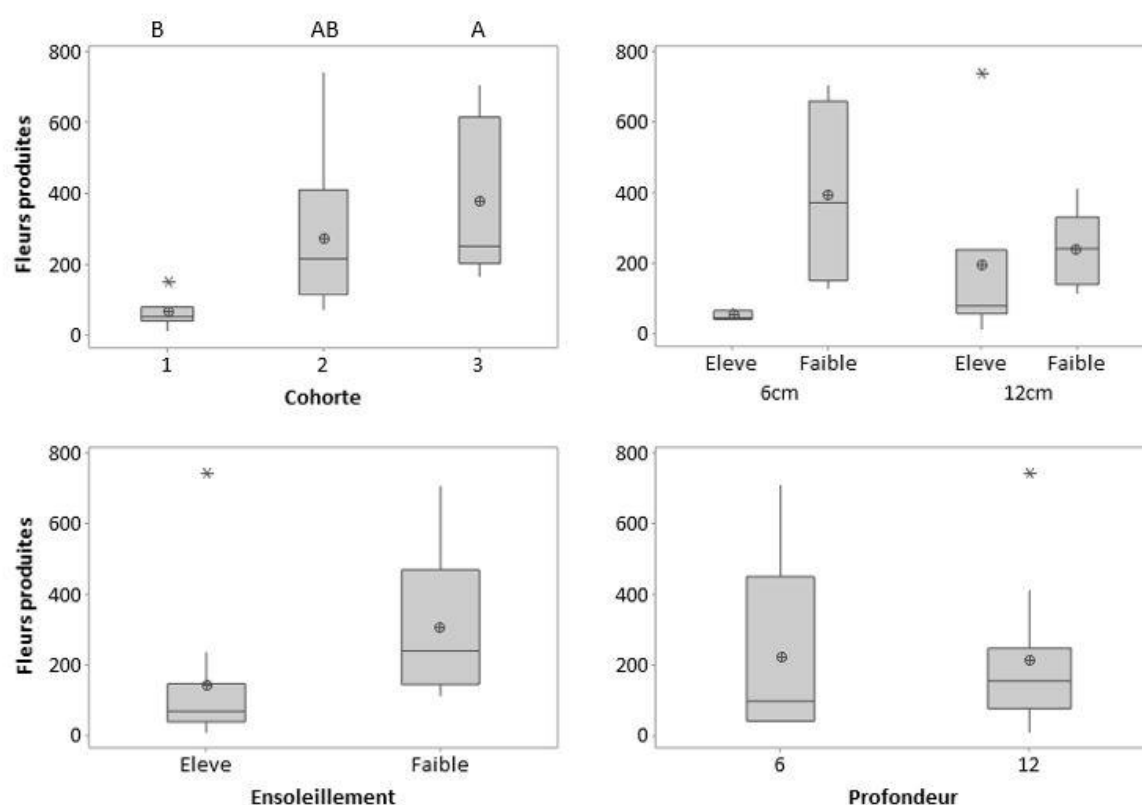 B AB A
Fleurs produites
800
600
400
200
0
1 2 3
Cohorte
800
600
400
200
0
Eleve Faible Eleve Faible
6cm 12cm
Fleurs produites
800
600
400
200
0
Eleve Faible
Ensoleillement
800
600
400
200
0
6 12
Profondeur